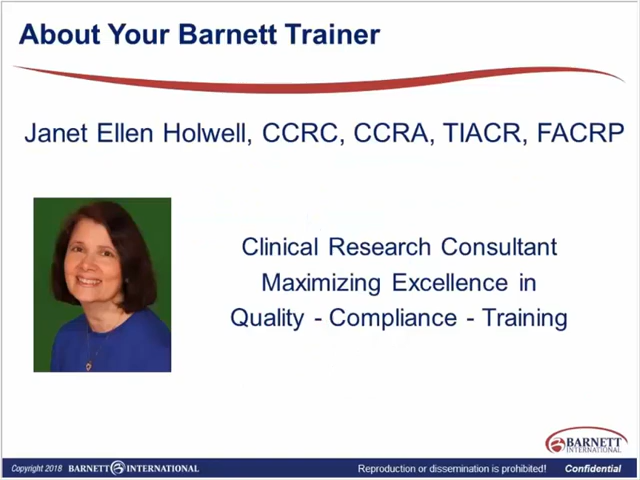 About Your Barnett Trainer
Janet Ellen Holwell, CCRC, CCRA, TIACR, FACRP
Clinical Research Consultant
Maximizing Excellence in
Quality - Compliance - Training
BARNETT
INTERNATIONAL
Copyright 2018 BARNETT INTERNATIONAL Reproduction or dissemination is prohibited! Confidential